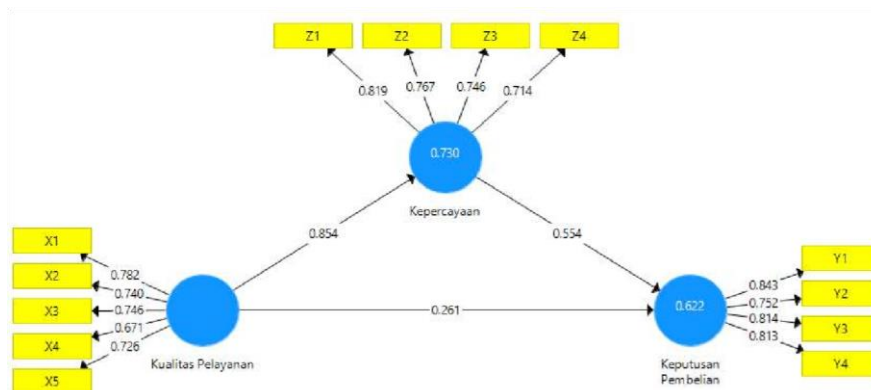 Z1 Z2 Z3 Z4
0.819 0.767 0.746 0.714
0.730
Kepercayaan
0.854 0.554
X1
X2
X3
X4
X5
0.782
0.740
0.746
0.671
0.726
Kualitas Pelayanan
0.261
0.622
Keputusan
Pembelian
0.843
0.752
0.814
0.813
Y1
Y2
Y3
Y4